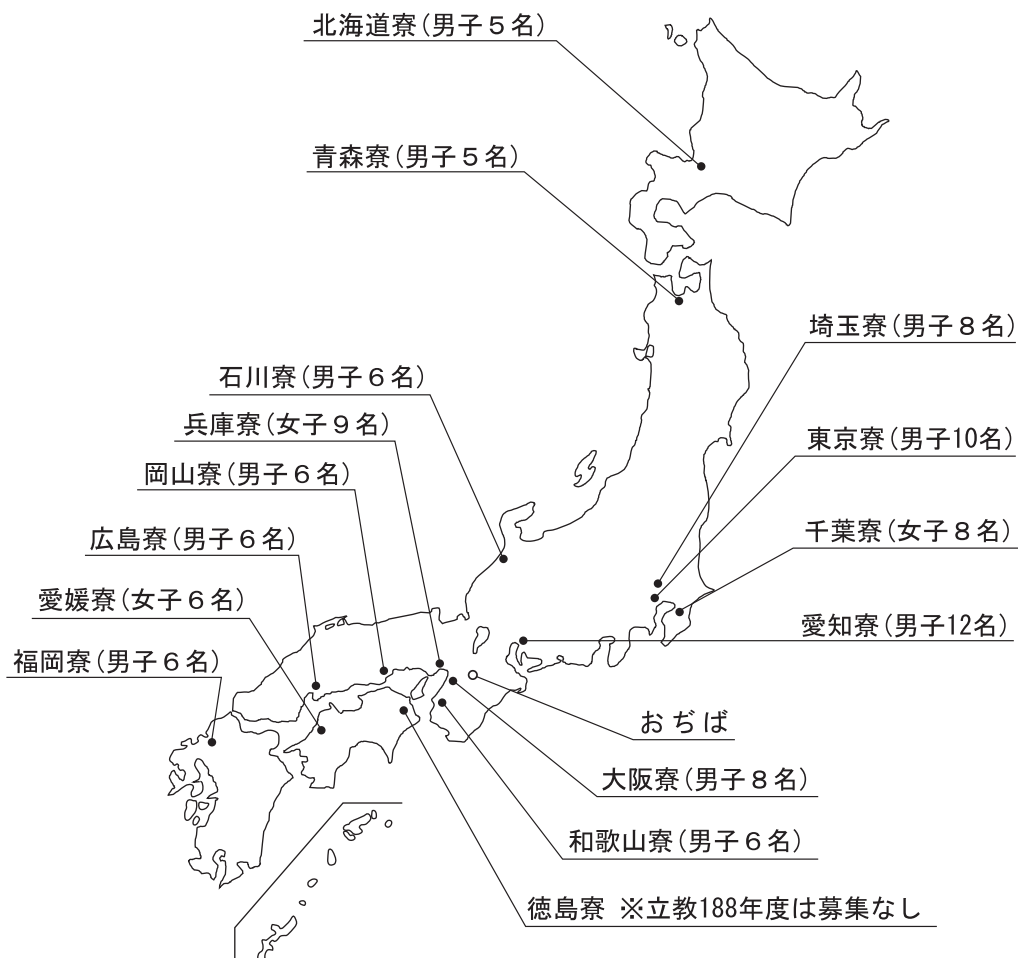 北海道寮(男子5名)
青森寮(男子5名)
埼玉寮(男子8名)
石川寮(男子6名)
兵庫寮(女子9名)
東京寮(男子10名)
岡山寮(男子6名)
千葉寮(女子8名)
広島寮(男子6名)
愛媛寮(女子6名)
愛知寮(男子12名)
福岡寮(男子6名)
おぢば
大阪寮(男子8名)
和歌山寮(男子6名)
徳島寮 ※立教188年度は募集なし